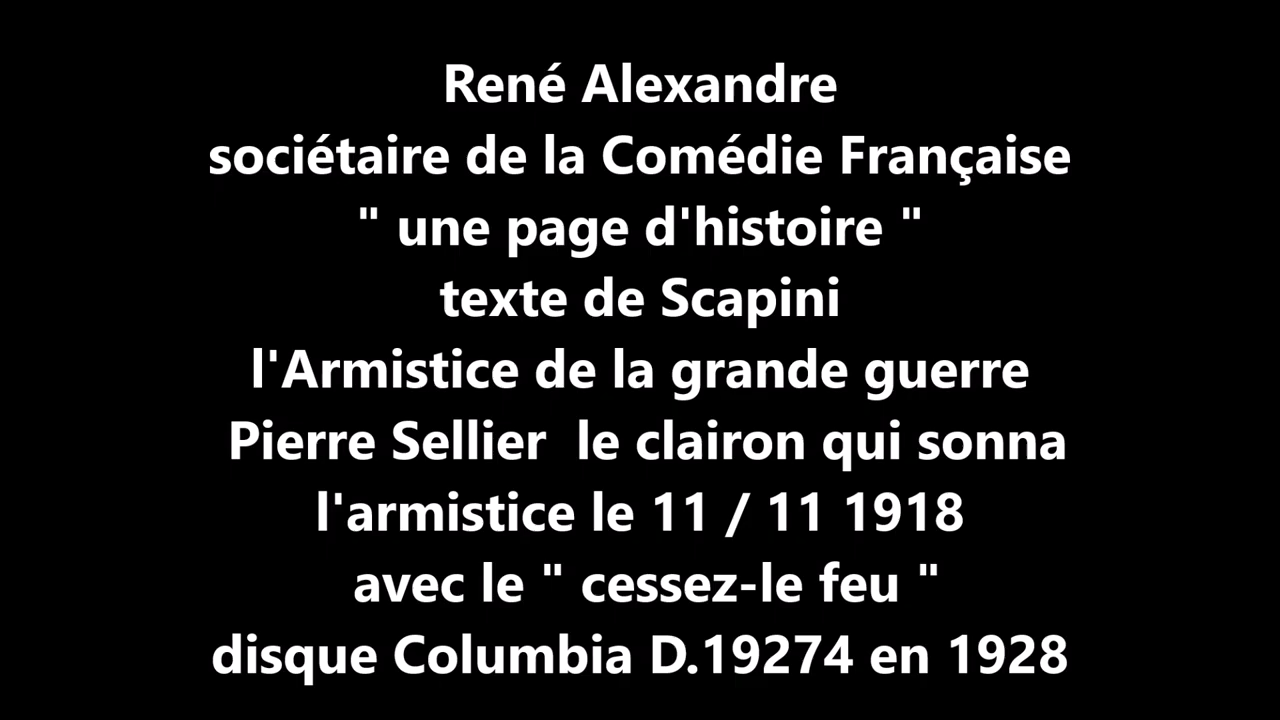 René Alexandre
sociétaire de la Comédie Française
" une page d'histoire "
texte de Scapini
l'Armistice de la grande guerre
Pierre Sellier  le clairon qui sonna
l'armistice le 11 / 11 1918
avec le " cessez-le feu "
disque Columbia D.19274 en 1928